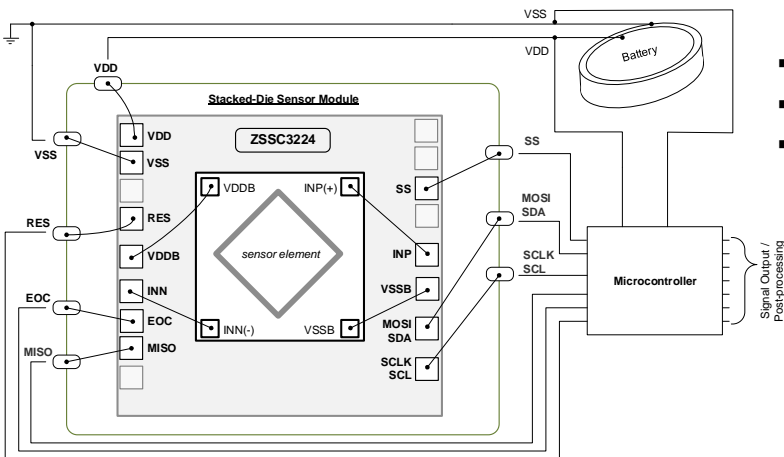 VSS
VDD
Battery
VDD
Stacked-Die Sensor Module
ZSSC3224
VDD
VSS
VSS
SS
SS
VDDB
INP(+)
MOSI
SDA
RES
RES
sensor element
VDDB
INP
SCLK
SCL
Microcontroller
Signal Output /
Post-processing
INN
VSSB
EOC
EOC
INN(-)
VSSB
MOSI
SDA
MISO
MISO
SCLK
SCL